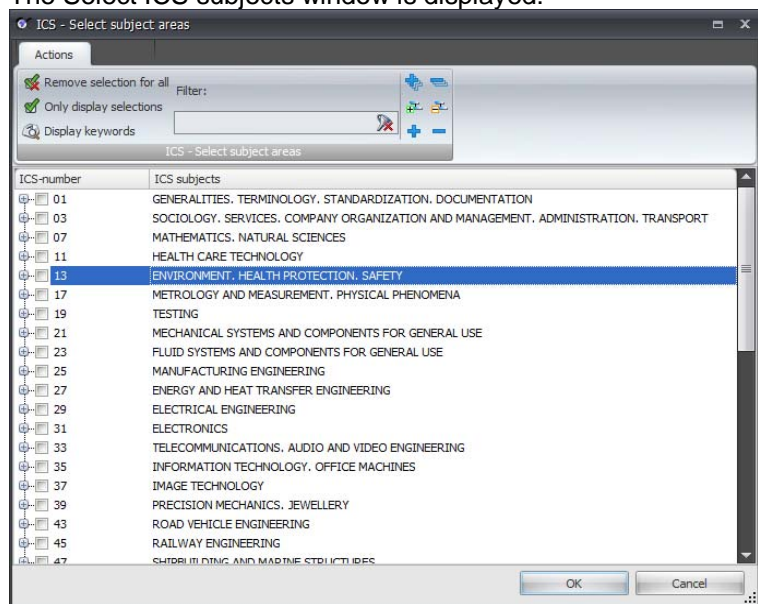 The Select ICS subjects window is displayed.
ICS - Select subject areas
Actions
Remove selection for all
Filter:
Only display selections
Display keywords
ICS - Select subject areas
ICS-number ICS subjects
01 GENERALITIES. TERMINOLOGY. STANDARDIZATION. DOCUMENTATION
03 SOCIOLOGY. SERVICES. COMPANY ORGANIZATION AND MANAGEMENT. ADMINISTRATION. TRANSPORT
07 MATHEMATICS. NATURAL SCIENCES
11 HEALTH CARE TECHNOLOGY
13 ENVIRONMENT. HEALTH PROTECTION. SAFETY
17 METROLOGY AND MEASUREMENT. PHYSICAL PHENOMENA
19 TESTING
21 MECHANICAL SYSTEMS AND COMPONENTS FOR GENERAL USE
23 FLUID SYSTEMS AND COMPONENTS FOR GENERAL USE
25 MANUFACTURING ENGINEERING
27 ENERGY AND HEAT TRANSFER ENGINEERING
29 ELECTRICAL ENGINEERING
31 ELECTRONICS
33 TELECOMMUNICATIONS. AUDIO AND VIDEO ENGINEERING
35 INFORMATION TECHNOLOGY. OFFICE MACHINES
37 IMAGE TECHNOLOGY
39 PRECISION MECHANICS. JEWELLERY
43 ROAD VEHICLE ENGINEERING
45 RAILWAY ENGINEERING
47 SHIPBUILDING AND MARINE STRUCTURES
OK Cancel